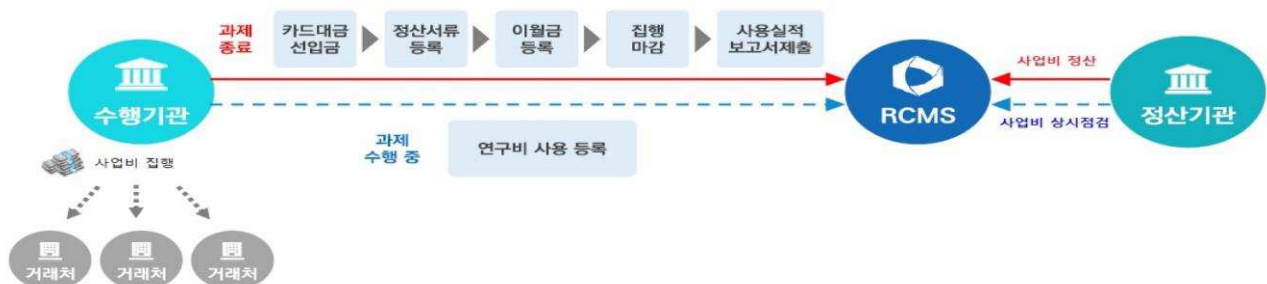 과제
종료
카드대금
선입금
정산서류
등록
이월금
등록
집행
마감
사용실적
보고서제출
수행기관
RCMS
사업비 정산
사업비 상시점검
정산기관
과제
수행 중
연구비 사용 등록
사업비 집행
거래처
거래처
거래처